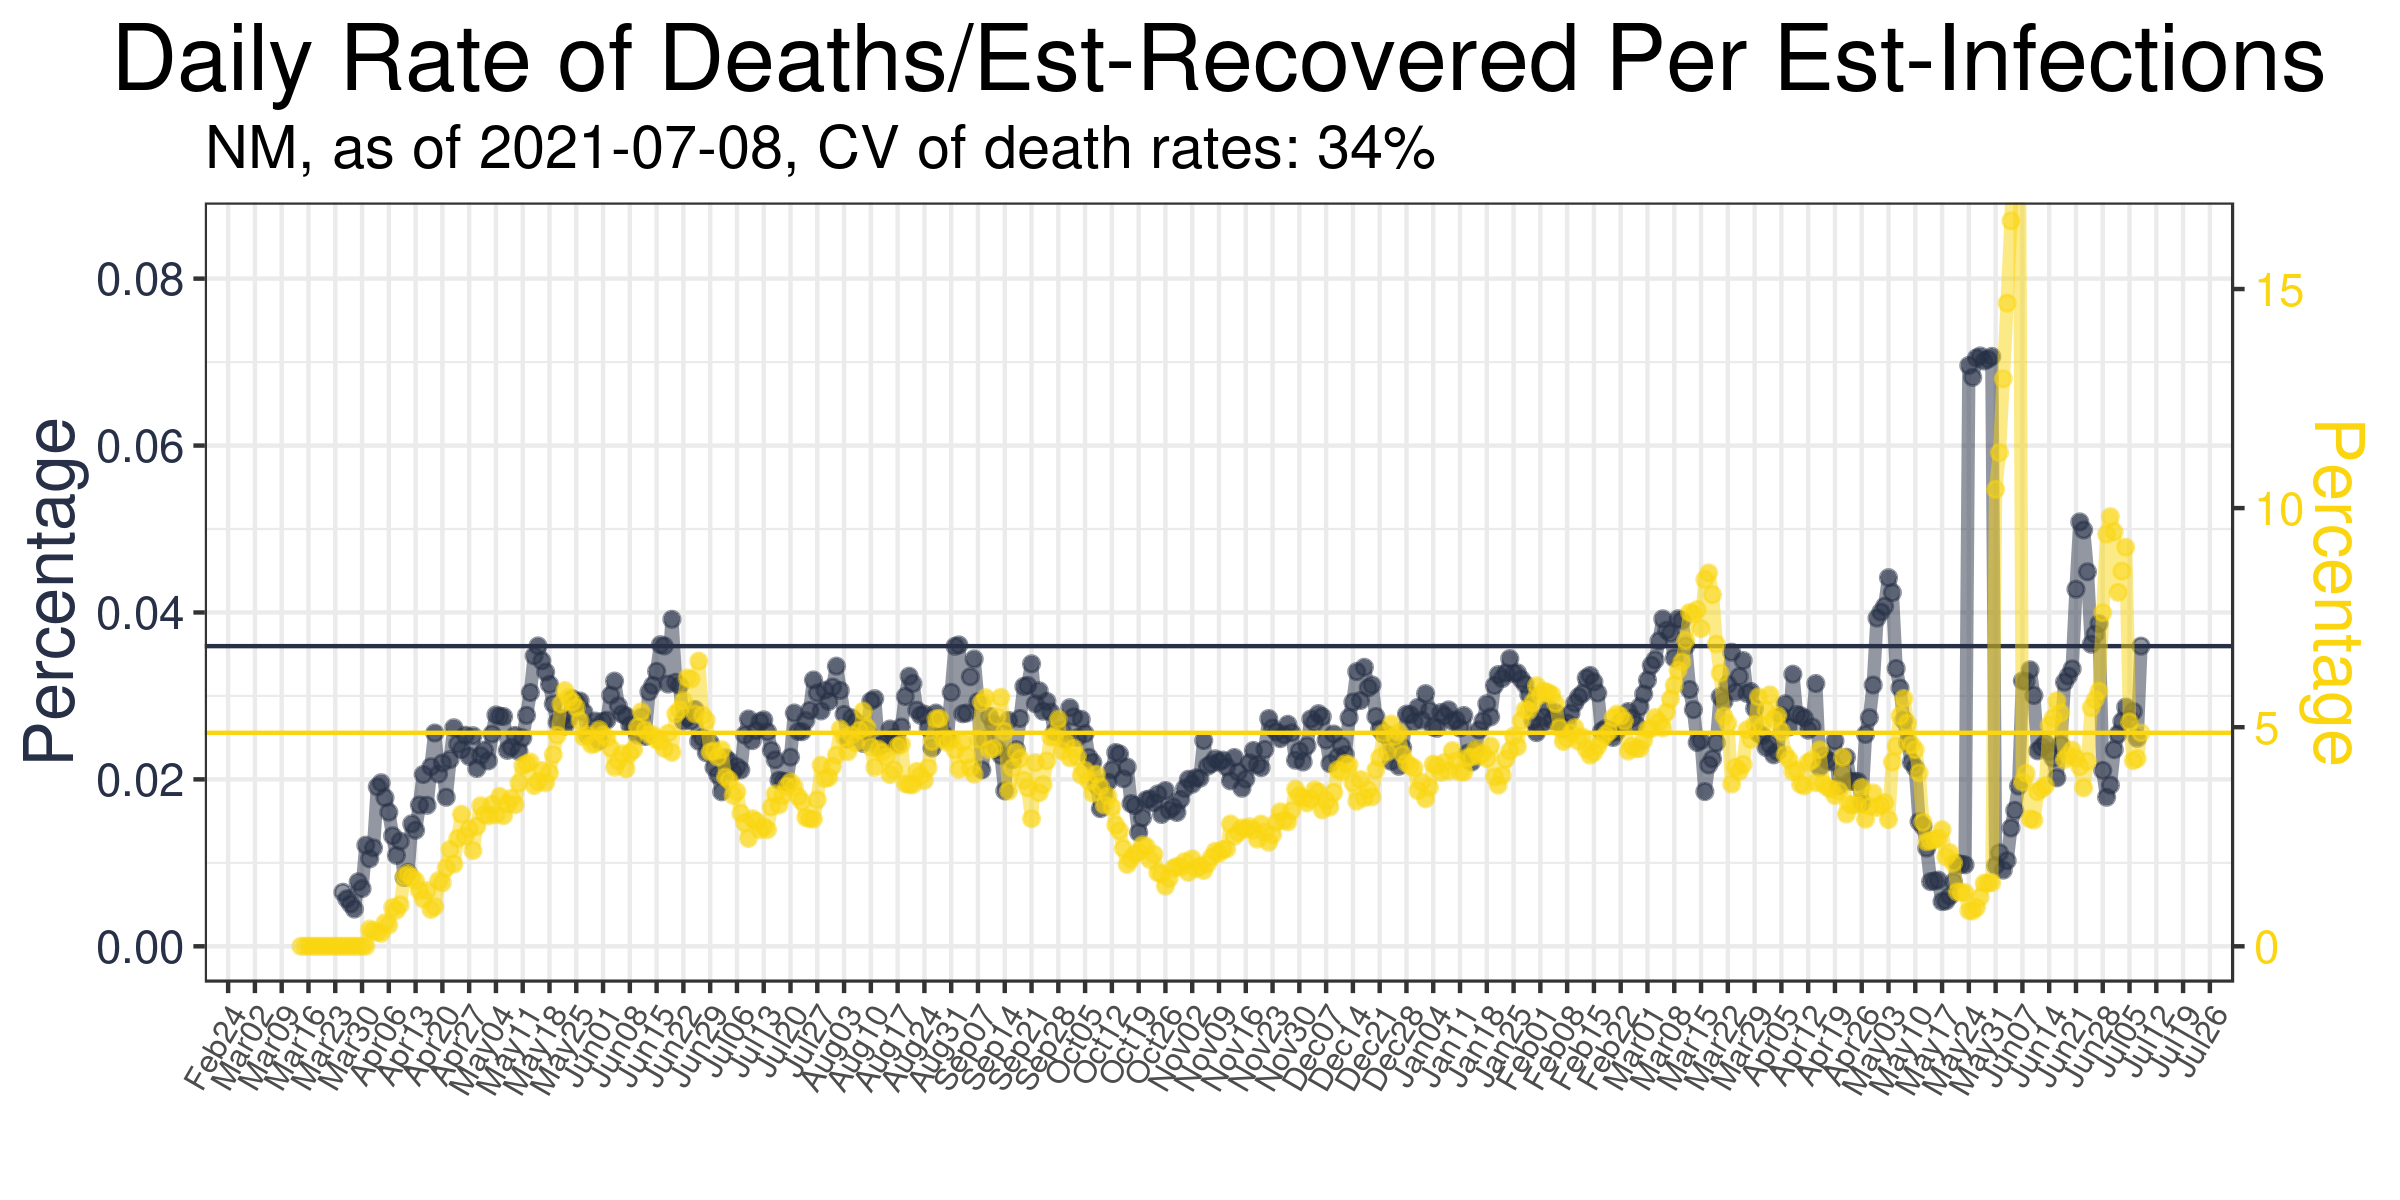 Daily Rate of Deaths/Est-Recovered Per Est-Infections
NM, as of 2021-07-08, CV of death rates: 34%
Percentage
0.08
0.06
0.04
0.02
0.00
15
10
5
0
Percentage
Feb24
Mar02
Mar09
Mar16
Mar23
Mar30
Apr06
Apr13
Apr20
Apr27
May04
May11
May18
May25
Jun01
Jun08
Jun15
Jun22
Jun29
Jul06
Jul13
Jul20
Jul27
Aug03
Aug10
Aug17
Aug24
Aug31
Sep07
Sep14
Sep21
Sep28
Oct05
Oct12
Oct19
Oct26
Nov02
Nov09
Nov16
Nov23
Nov30
Dec07
Dec14
Dec21
Dec28
Jan04
Jan11
Jan18
Jan25
Feb01
Feb08
Feb15
Feb22
Mar01
Mar08
Mar15
Mar22
Mar29
Apr05
Apr12
Apr19
Apr26
May03
May10
May17
May24
May31
Jun07
Jun14
Jun21
Jun28
Jul05
Jul12
Jul19
Jul26